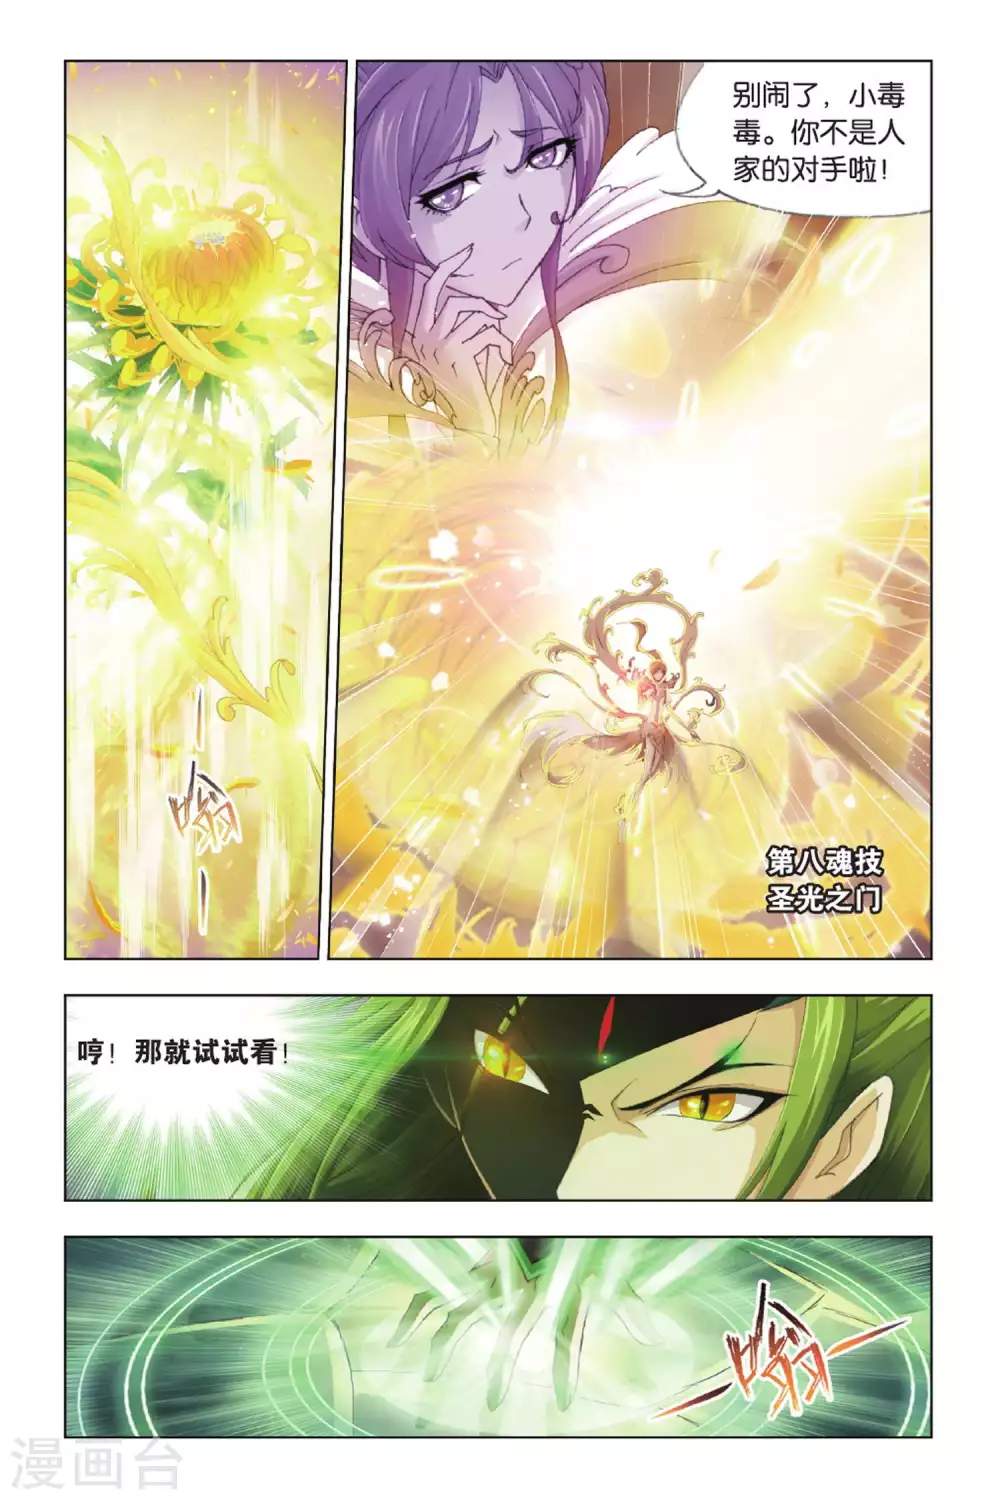 别闹了，小毒
毒。你不是人
家的对手啦！
嗡
第八魂技
圣光之门
哼！那就试试看！
嗡
漫画台